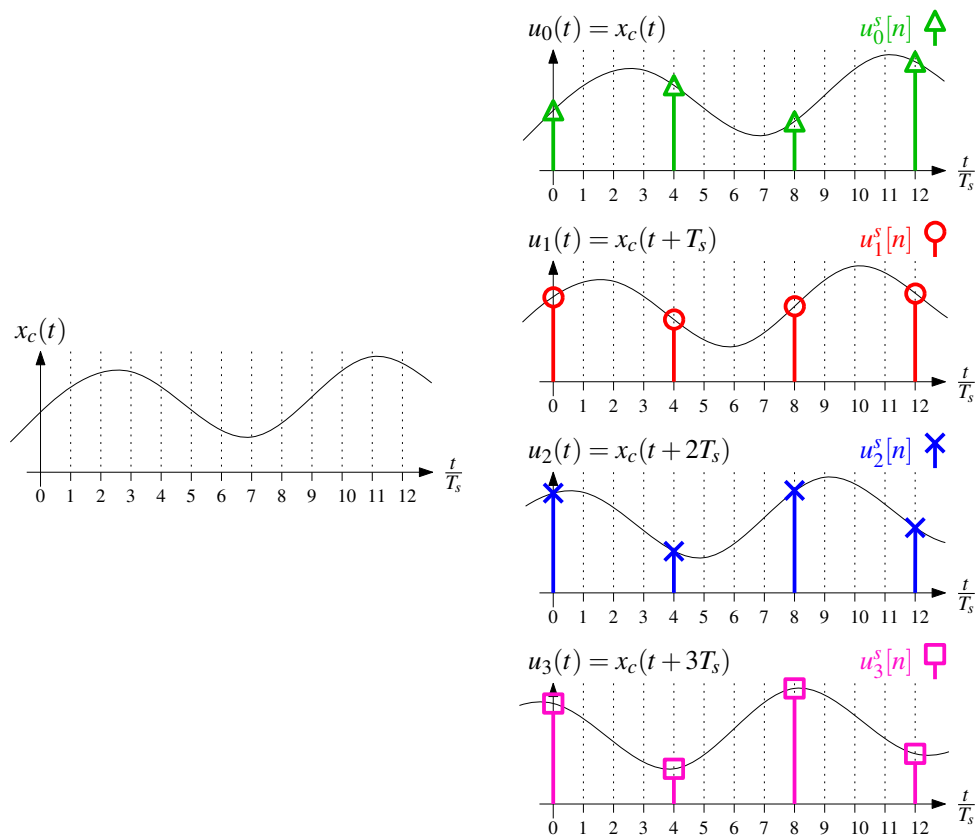 x_c(t)
0 1 2 3 4 5 6 7 8 9 10 11 12 t/T_s
u_0(t) = x_c(t) u_0^s[n]
0 1 2 3 4 5 6 7 8 9 10 11 12 t/T_s
u_1(t) = x_c(t + T_s) u_1^s[n]
0 1 2 3 4 5 6 7 8 9 10 11 12 t/T_s
u_2(t) = x_c(t + 2T_s) u_2^s[n]
0 1 2 3 4 5 6 7 8 9 10 11 12 t/T_s
u_3(t) = x_c(t + 3T_s) u_3^s[n]
0 1 2 3 4 5 6 7 8 9 10 11 12 t/T_s